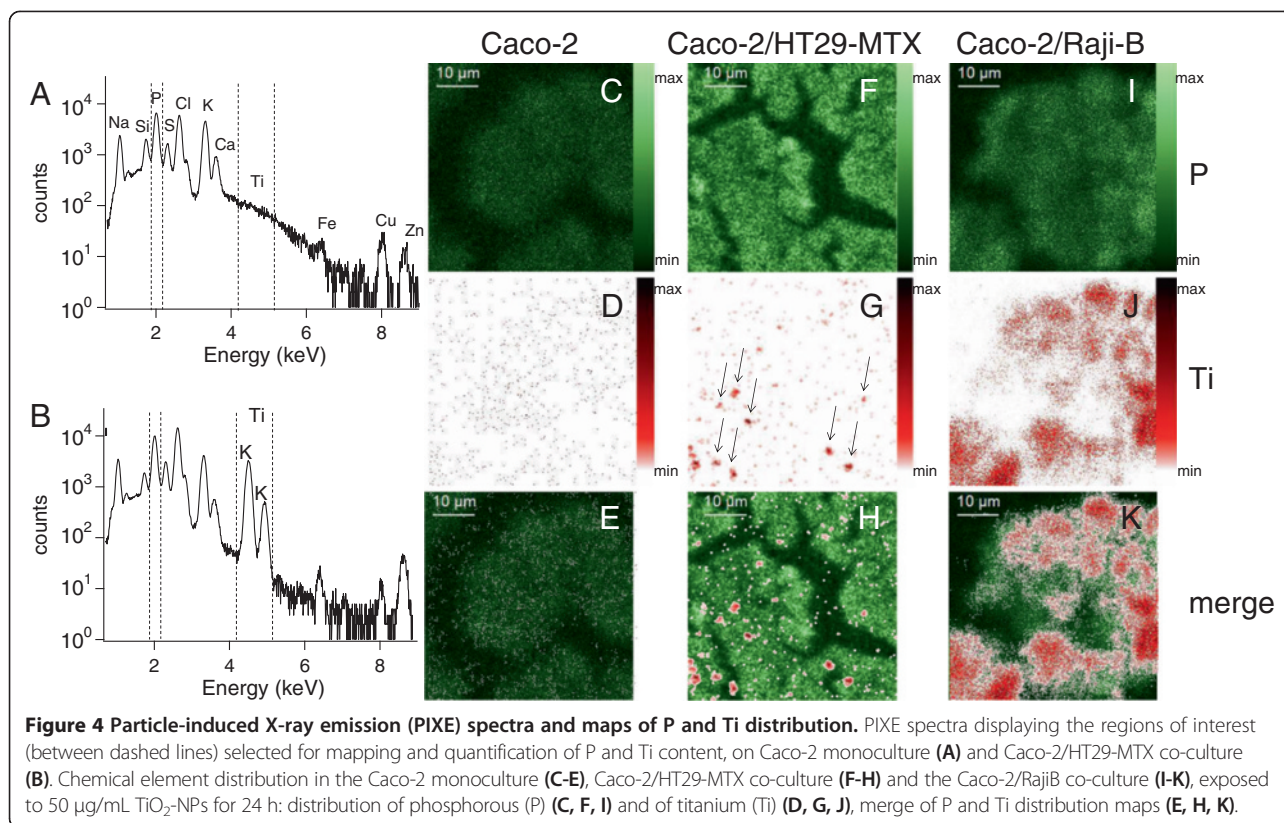 Caco-2 Caco-2/HT29-MTX Caco-2/Raji-B
A
10⁴
10³
10²
10¹
10⁰
counts
Na Si P S Cl K Ca Ti Fe Cu Zn
2 4 6 8
Energy (keV)
10 µm C max min
10 µm F max min
10 µm I max min
P
D
G max min
J max min
Ti
B
10⁴
10³
10²
10¹
10⁰
counts
Ti
K K
2 4 6 8
Energy (keV)
10 µm E
10 µm H
10 µm K
merge
Figure 4 Particle-induced X-ray emission (PIXE) spectra and maps of P and Ti distribution. PIXE spectra displaying the regions of interest
(between dashed lines) selected for mapping and quantification of P and Ti content, on Caco-2 monoculture (A) and Caco-2/HT29-MTX co-culture
(B). Chemical element distribution in the Caco-2 monoculture (C-E), Caco-2/HT29-MTX co-culture (F-H) and the Caco-2/RajiB co-culture (I-K), exposed
to 50 μg/mL TiO₂-NPs for 24 h: distribution of phosphorous (P) (C, F, I) and of titanium (Ti) (D, G, J), merge of P and Ti distribution maps (E, H, K).